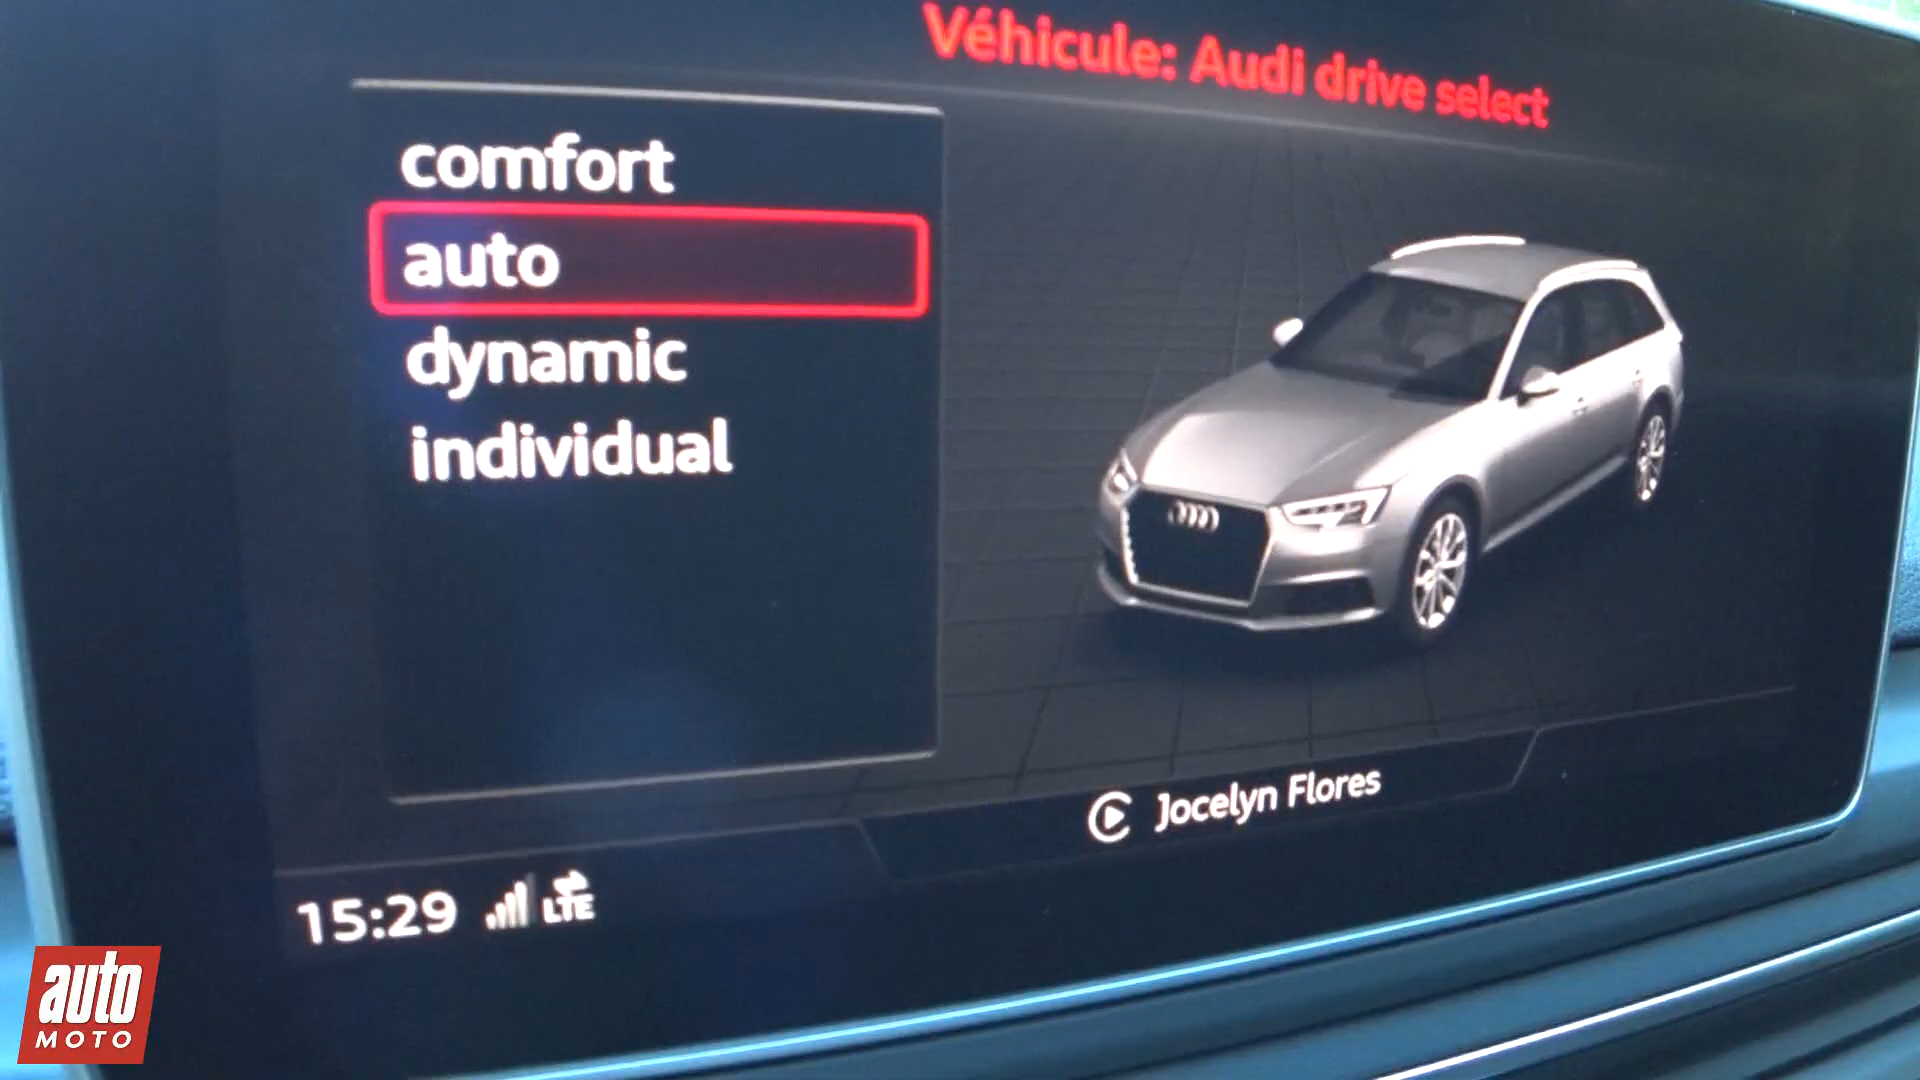 Véhicule: Audi drive select
comfort
auto
dynamic
individual
Jocelyn Flores
15:29 LTE
auto
MOTO